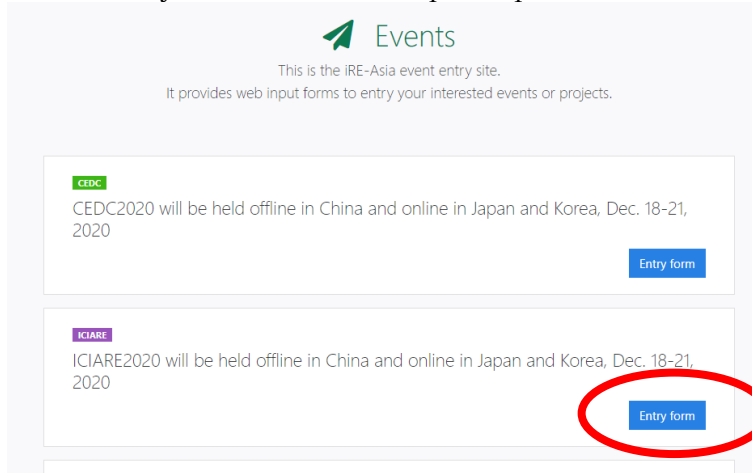 Events
This is the iRE-Asia event entry site.
It provides web input forms to entry your interested events or projects.
CEDC
CEDC2020 will be held offline in China and online in Japan and Korea, Dec. 18-21,
2020
Entry form
ICIARE
ICIARE2020 will be held offline in China and online in Japan and Korea, Dec. 18-21,
2020
Entry form